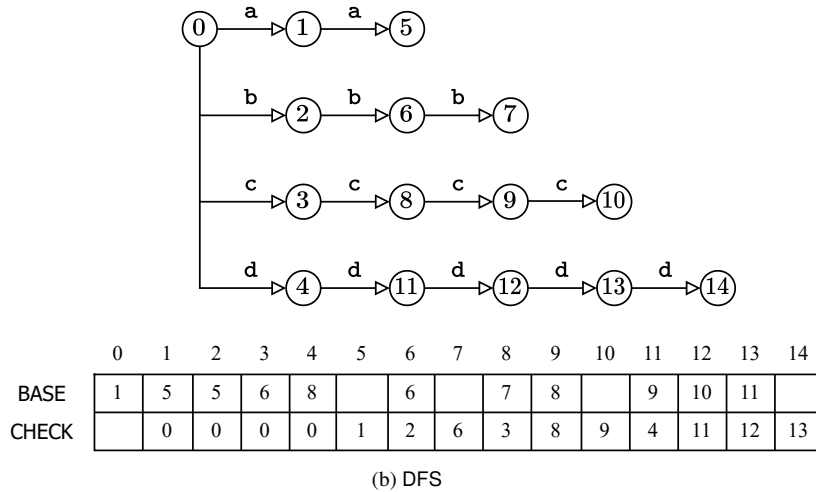 a a
0 1 5
b b b
2 6 7
c c c c
3 8 9 10
d d d d d
4 11 12 13 14
0 1 2 3 4 5 6 7 8 9 10 11 12 13 14
BASE 1 5 5 6 8 6 7 8 9 10 11
CHECK 0 0 0 0 1 2 6 3 8 9 4 11 12 13
(b) DFS